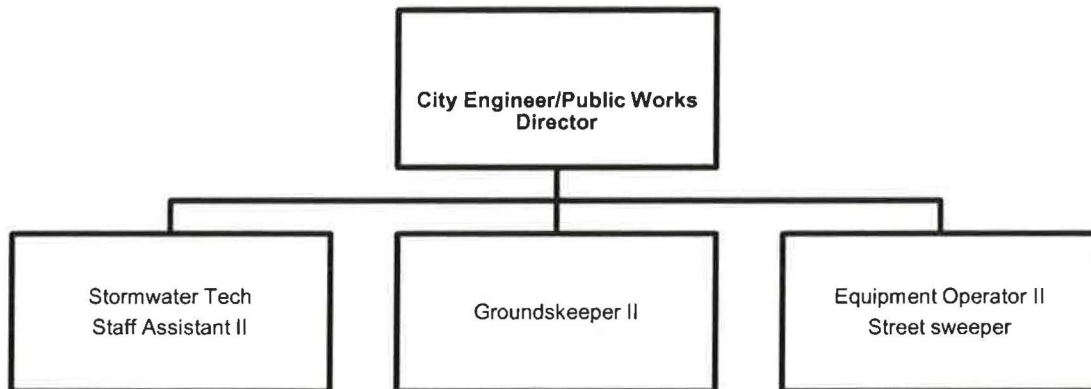 City Engineer/Public Works
Director
Stormwater Tech
Staff Assistant II
Groundskeeper II
Equipment Operator II
Street sweeper